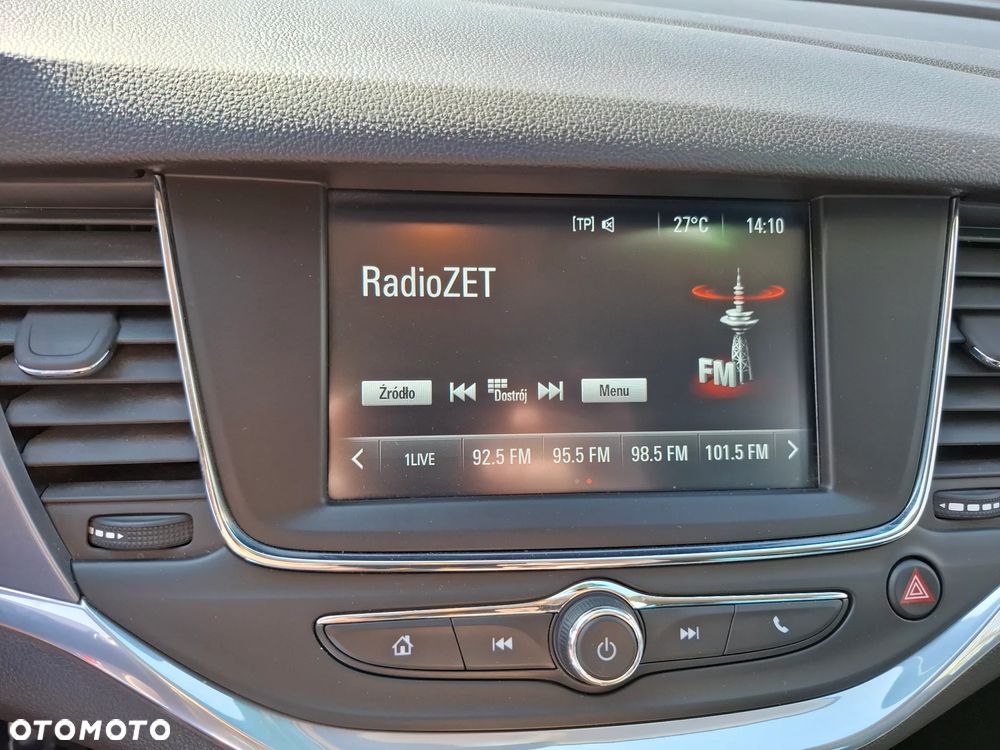 [TP] 27°C 14:10
RadioZET
FM
Źródło Dostrój Menu
1LIVE 92.5 FM 95.5 FM 98.5 FM 101.5 FM
OTOMOTO